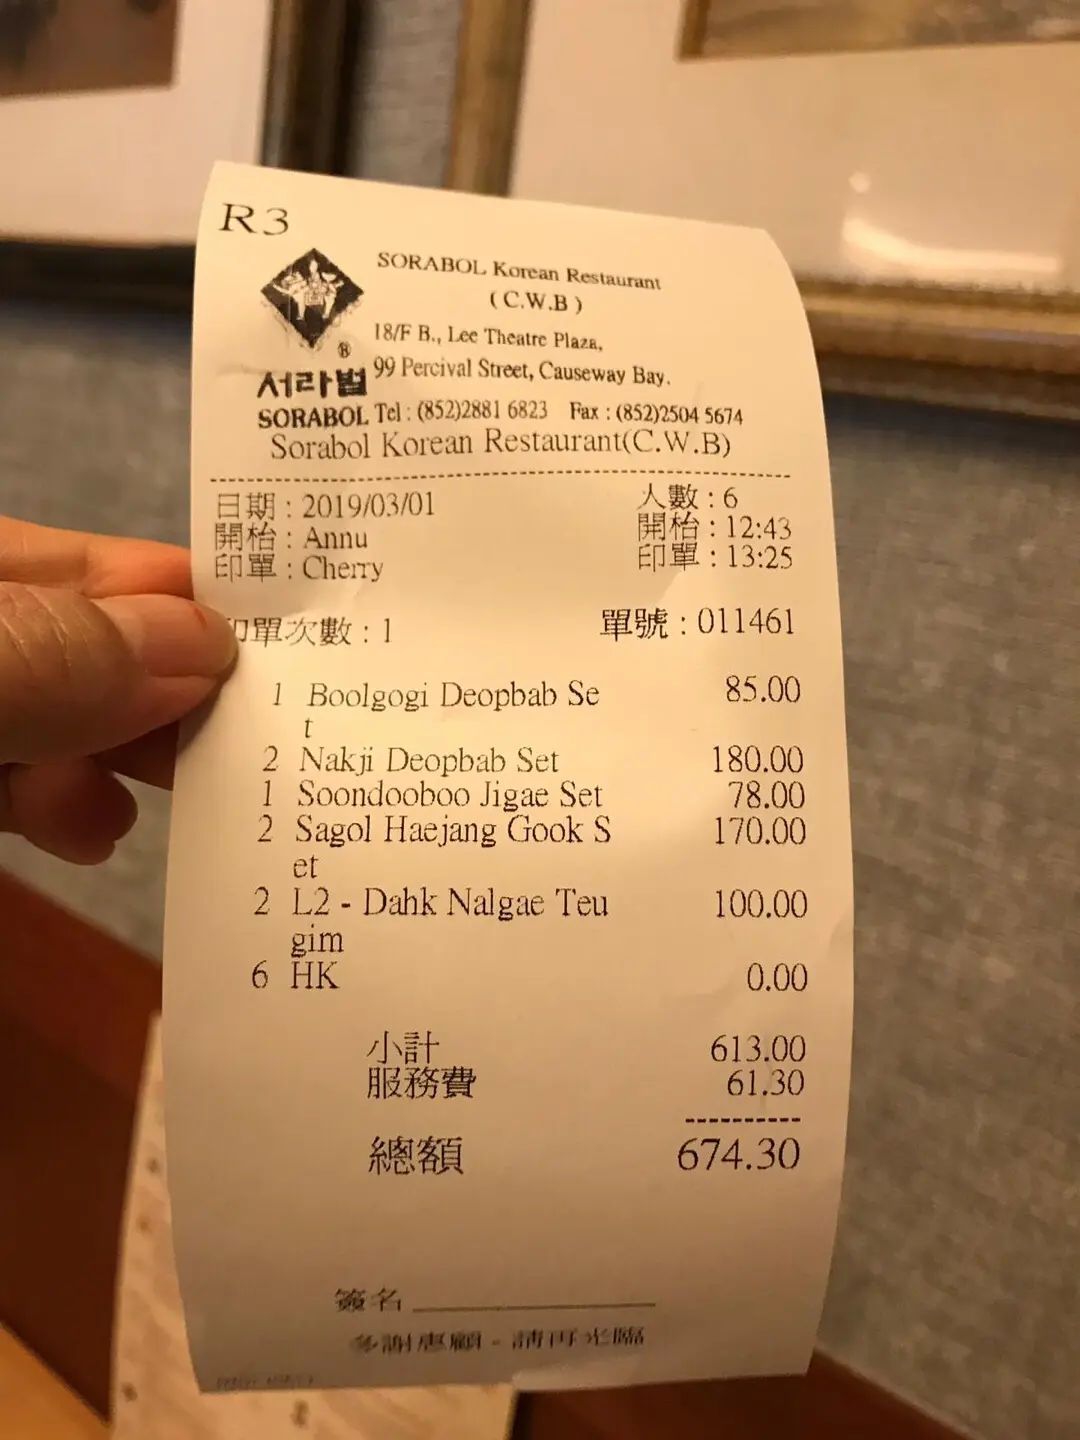 R3
SORABOL Korean Restaurant
( C.W.B )
18/F B., Lee Theatre Plaza,
99 Percival Street, Causeway Bay.
®
서라벌
SORABOL Tel : (852)2881 6823 Fax : (852)2504 5674
Sorabol Korean Restaurant(C.W.B)
日期 : 2019/03/01 人數 : 6
開枱 : Annu 開枱 : 12:43
印單 : Cherry 印單 : 13:25
印單次數 : 1 單號 : 011461
1 Boolgogi Deopbab Se 85.00
t
2 Nakji Deopbab Set 180.00
1 Soondooboo Jigae Set 78.00
2 Sagol Haejang Gook S 170.00
et
2 L2 - Dahk Nalgae Teu 100.00
gim
6 HK 0.00
小計 613.00
服務費 61.30
總額 674.30
簽名
多謝惠顧 - 請再光臨